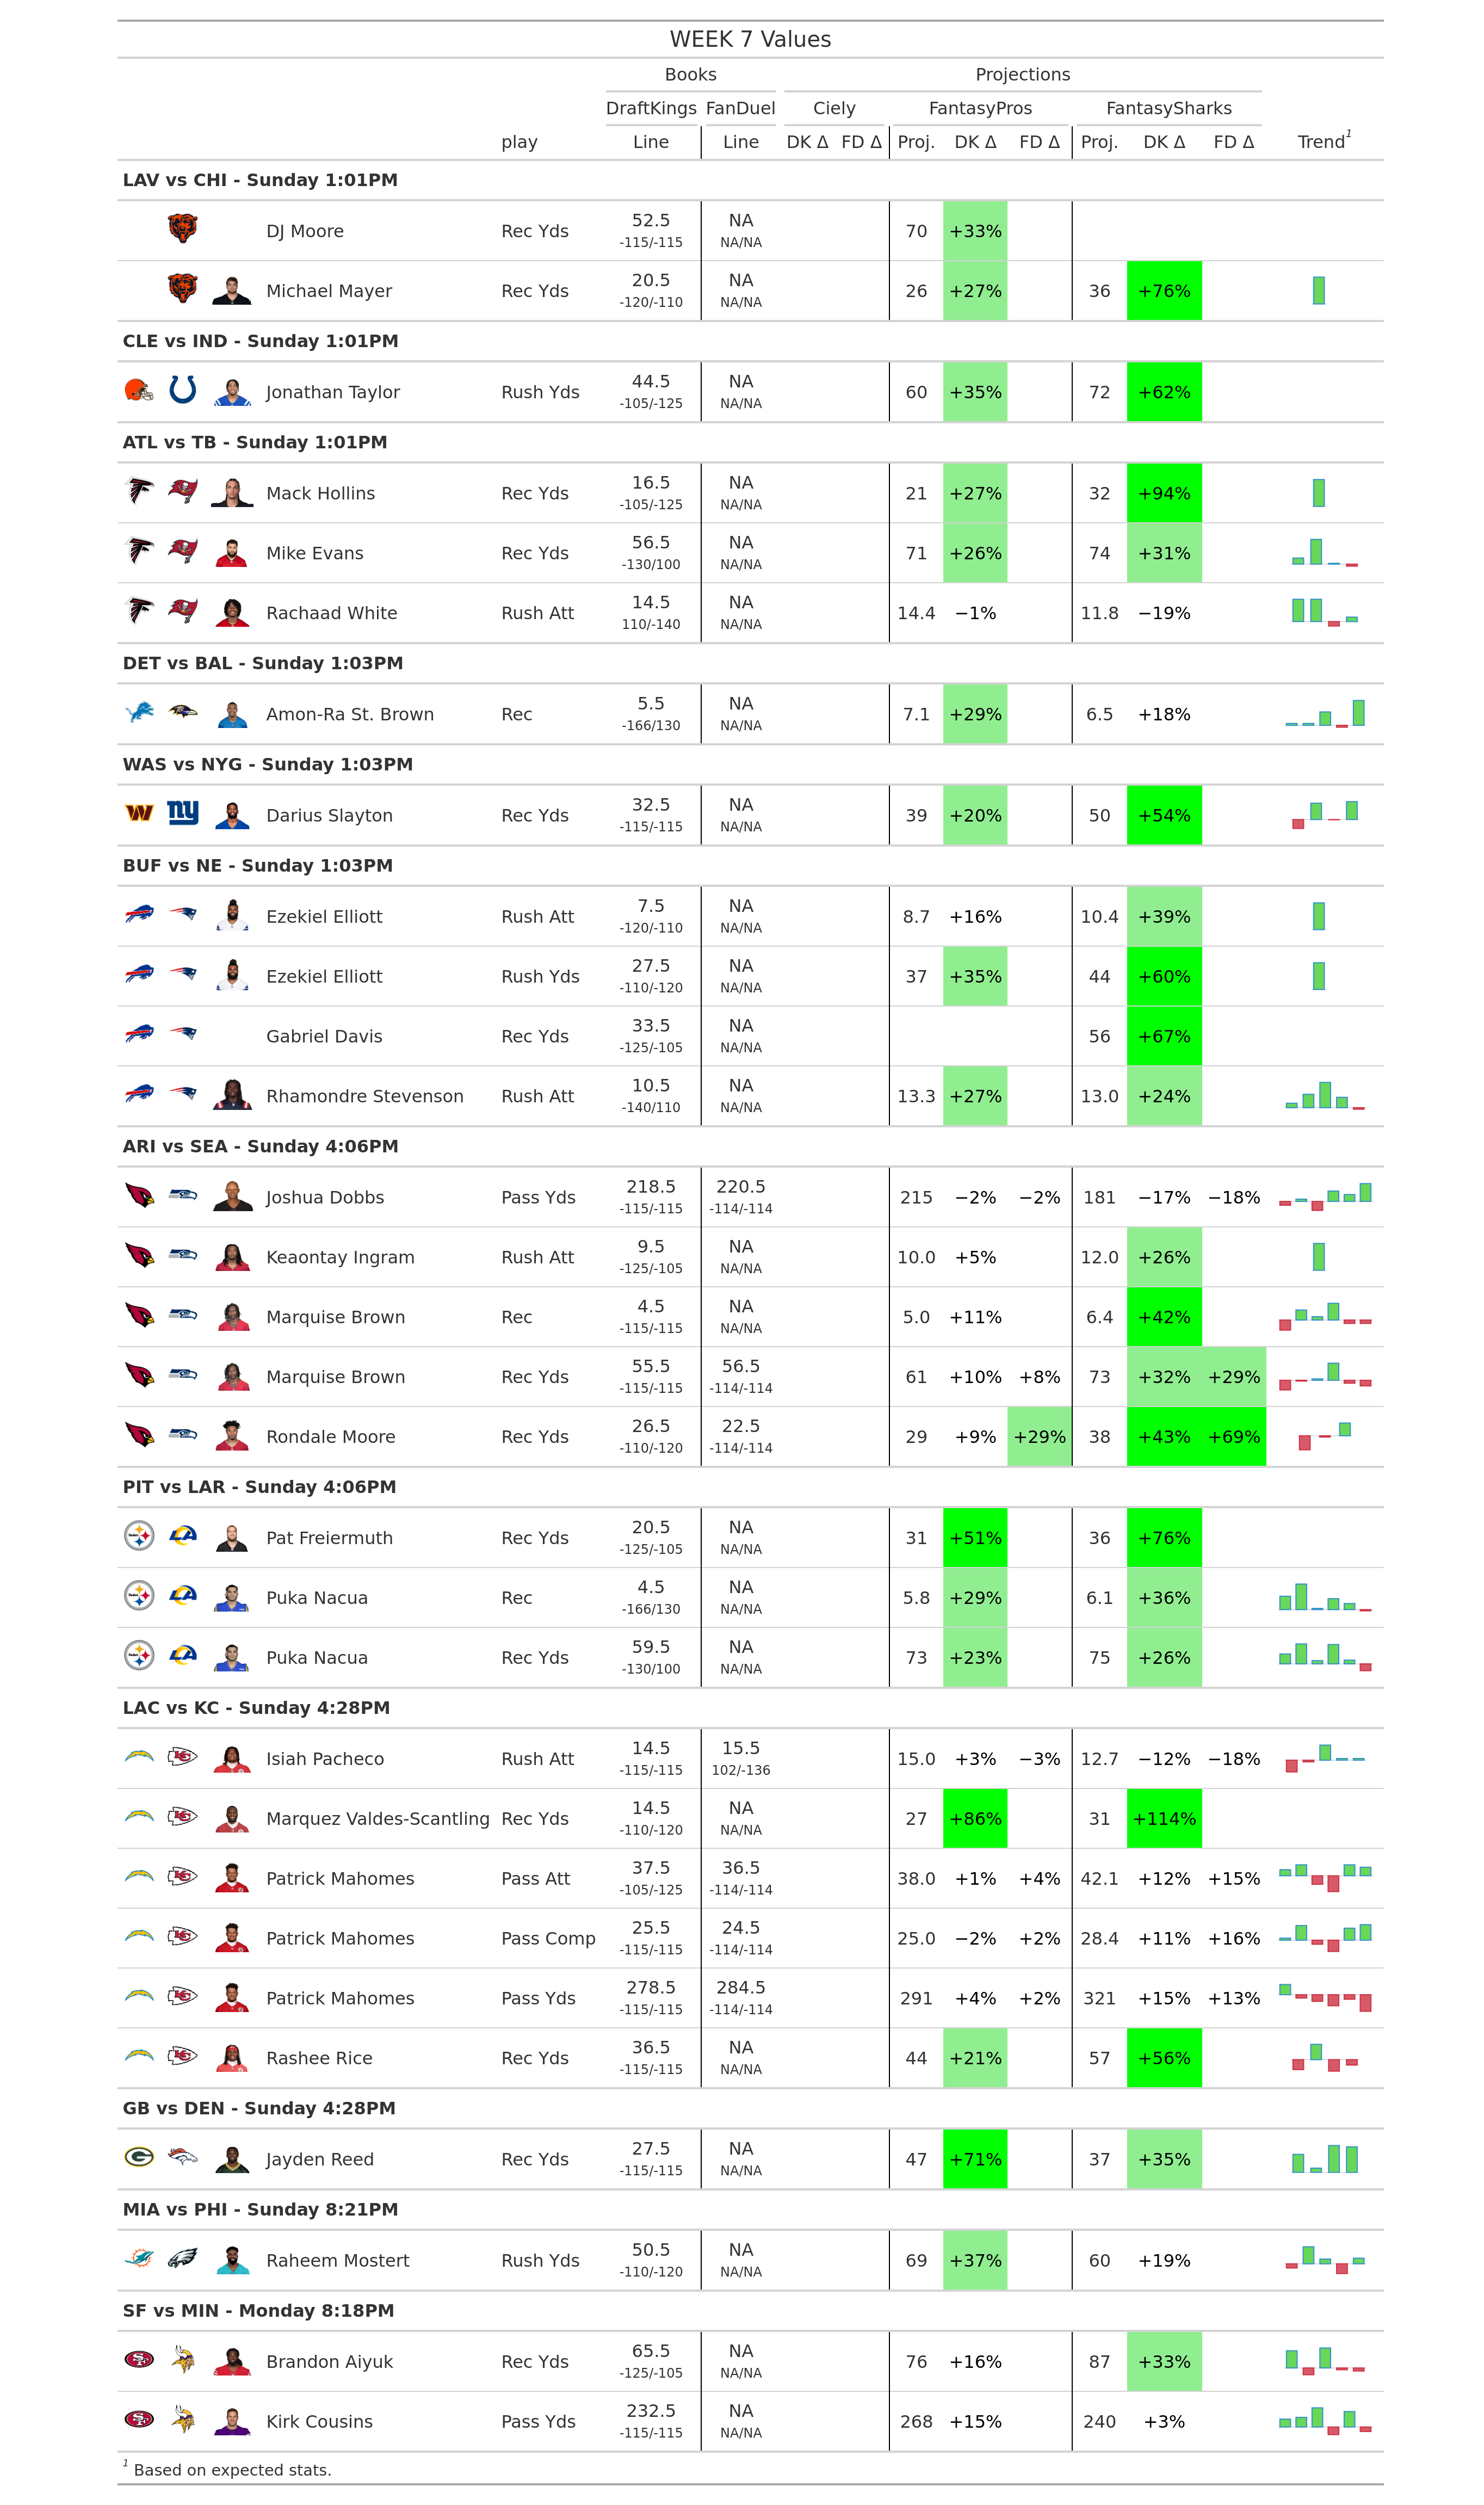 WEEK 7 Values
Books Projections
DraftKings FanDuel Ciely FantasyPros FantasySharks
play Line Line DK Δ FD Δ Proj. DK Δ FD Δ Proj. DK Δ FD Δ Trend1
LAV vs CHI - Sunday 1:01PM
DJ Moore Rec Yds 52.5 NA 70 +33%
-115/-115 NA/NA
Michael Mayer Rec Yds 20.5 NA 26 +27% 36 +76%
-120/-110 NA/NA
CLE vs IND - Sunday 1:01PM
Jonathan Taylor Rush Yds 44.5 NA 60 +35% 72 +62%
-105/-125 NA/NA
ATL vs TB - Sunday 1:01PM
Mack Hollins Rec Yds 16.5 NA 21 +27% 32 +94%
-105/-125 NA/NA
Mike Evans Rec Yds 56.5 NA 71 +26% 74 +31%
-130/100 NA/NA
Rachaad White Rush Att 14.5 NA 14.4 −1% 11.8 −19%
110/-140 NA/NA
DET vs BAL - Sunday 1:03PM
Amon-Ra St. Brown Rec 5.5 NA 7.1 +29% 6.5 +18%
-166/130 NA/NA
WAS vs NYG - Sunday 1:03PM
Darius Slayton Rec Yds 32.5 NA 39 +20% 50 +54%
-115/-115 NA/NA
BUF vs NE - Sunday 1:03PM
Ezekiel Elliott Rush Att 7.5 NA 8.7 +16% 10.4 +39%
-120/-110 NA/NA
Ezekiel Elliott Rush Yds 27.5 NA 37 +35% 44 +60%
-110/-120 NA/NA
Gabriel Davis Rec Yds 33.5 NA 56 +67%
-125/-105 NA/NA
Rhamondre Stevenson Rush Att 10.5 NA 13.3 +27% 13.0 +24%
-140/110 NA/NA
ARI vs SEA - Sunday 4:06PM
Joshua Dobbs Pass Yds 218.5 220.5 215 −2% −2% 181 −17% −18%
-115/-115 -114/-114
Keaontay Ingram Rush Att 9.5 NA 10.0 +5% 12.0 +26%
-125/-105 NA/NA
Marquise Brown Rec 4.5 NA 5.0 +11% 6.4 +42%
-115/-115 NA/NA
Marquise Brown Rec Yds 55.5 56.5 61 +10% +8% 73 +32% +29%
-115/-115 -114/-114
Rondale Moore Rec Yds 26.5 22.5 29 +9% +29% 38 +43% +69%
-110/-120 -114/-114
PIT vs LAR - Sunday 4:06PM
Pat Freiermuth Rec Yds 20.5 NA 31 +51% 36 +76%
-125/-105 NA/NA
Puka Nacua Rec 4.5 NA 5.8 +29% 6.1 +36%
-166/130 NA/NA
Puka Nacua Rec Yds 59.5 NA 73 +23% 75 +26%
-130/100 NA/NA
LAC vs KC - Sunday 4:28PM
Isiah Pacheco Rush Att 14.5 15.5 15.0 +3% −3% 12.7 −12% −18%
-115/-115 102/-136
Marquez Valdes-Scantling Rec Yds 14.5 NA 27 +86% 31 +114%
-110/-120 NA/NA
Patrick Mahomes Pass Att 37.5 36.5 38.0 +1% +4% 42.1 +12% +15%
-105/-125 -114/-114
Patrick Mahomes Pass Comp 25.5 24.5 25.0 −2% +2% 28.4 +11% +16%
-115/-115 -114/-114
Patrick Mahomes Pass Yds 278.5 284.5 291 +4% +2% 321 +15% +13%
-115/-115 -114/-114
Rashee Rice Rec Yds 36.5 NA 44 +21% 57 +56%
-115/-115 NA/NA
GB vs DEN - Sunday 4:28PM
Jayden Reed Rec Yds 27.5 NA 47 +71% 37 +35%
-115/-115 NA/NA
MIA vs PHI - Sunday 8:21PM
Raheem Mostert Rush Yds 50.5 NA 69 +37% 60 +19%
-110/-120 NA/NA
SF vs MIN - Monday 8:18PM
Brandon Aiyuk Rec Yds 65.5 NA 76 +16% 87 +33%
-125/-105 NA/NA
Kirk Cousins Pass Yds 232.5 NA 268 +15% 240 +3%
-115/-115 NA/NA
1 Based on expected stats.